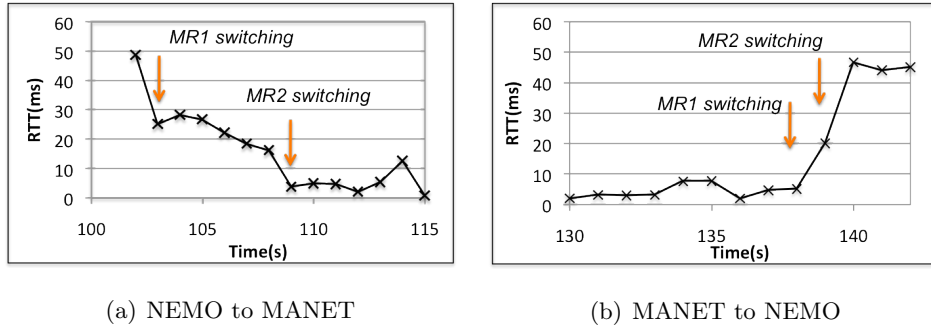 60
50
40
30
20
10
0
RTT(ms)
MR1 switching
MR2 switching
100
105
110
115
Time(s)
(a) NEMO to MANET
60
50
40
30
20
10
0
RTT(ms)
MR2 switching
MR1 switching
130
135
140
Time(s)
(b) MANET to NEMO